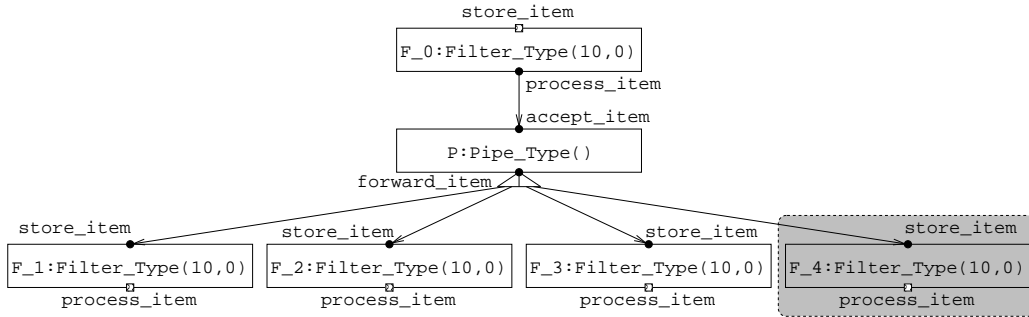 store_item
F_0:Filter_Type(10,0)
process_item
accept_item
P:Pipe_Type()
forward_item
store_item store_item store_item store_item
F_1:Filter_Type(10,0) F_2:Filter_Type(10,0) F_3:Filter_Type(10,0) F_4:Filter_Type(10,0)
process_item process_item process_item process_item